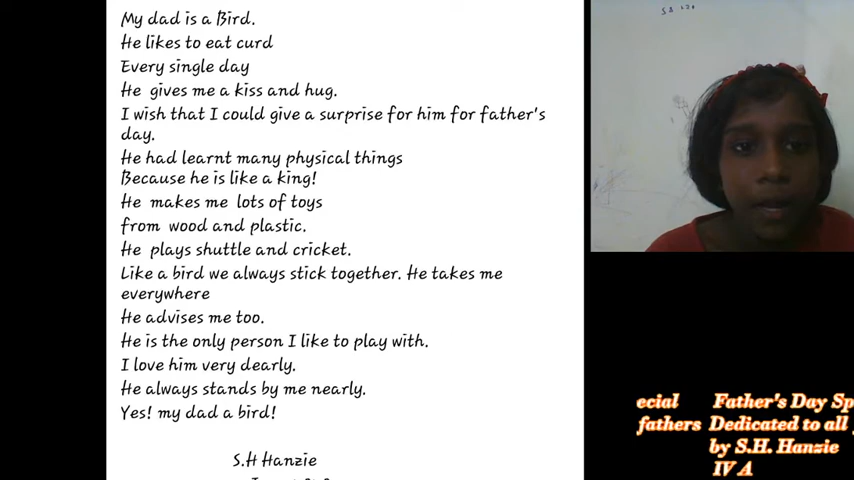 My dad is a Bird.
He likes to eat curd
Every single day
He gives me a kiss and hug.
I wish that I could give a surprise for him for father's
day.
He had learnt many physical things
Because he is like a king!
He makes me lots of toys
from wood and plastic.
He plays shuttle and cricket.
Like a bird we always stick together. He takes me
everywhere
He advises me too.
He is the only person I like to play with.
I love him very dearly.
He always stands by me nearly.
Yes! my dad a bird!
S.H Hanzie
ecial Father's Day Sp
fathers Dedicated to all
by S.H. Hanzie
IV A